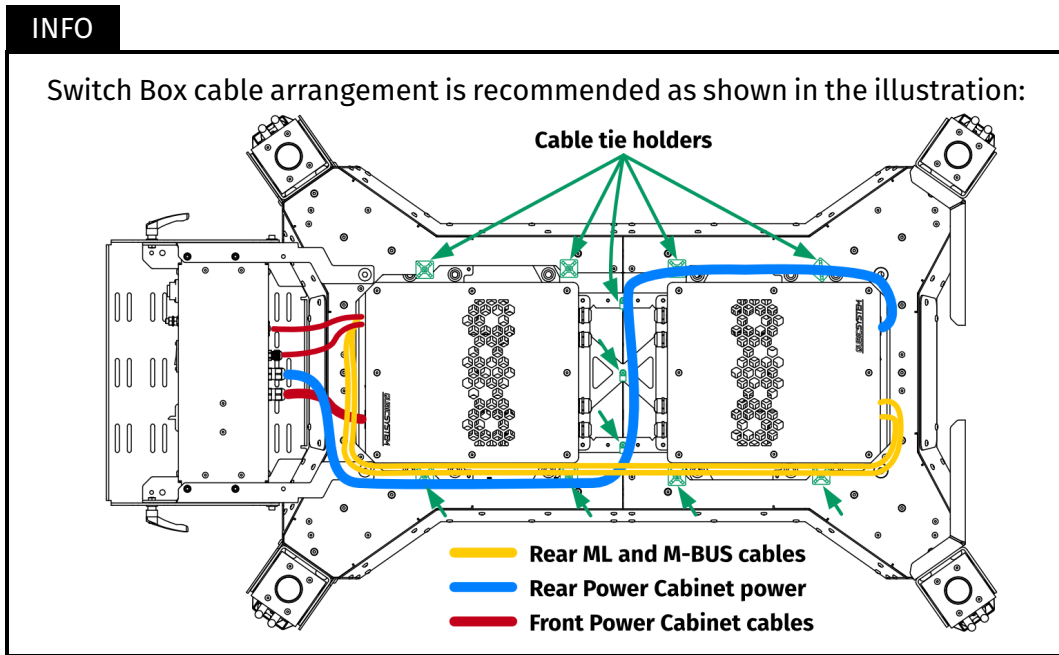 INFO
Switch Box cable arrangement is recommended as shown in the illustration:
Cable tie holders
Rear ML and M-BUS cables
Rear Power Cabinet power
Front Power Cabinet cables